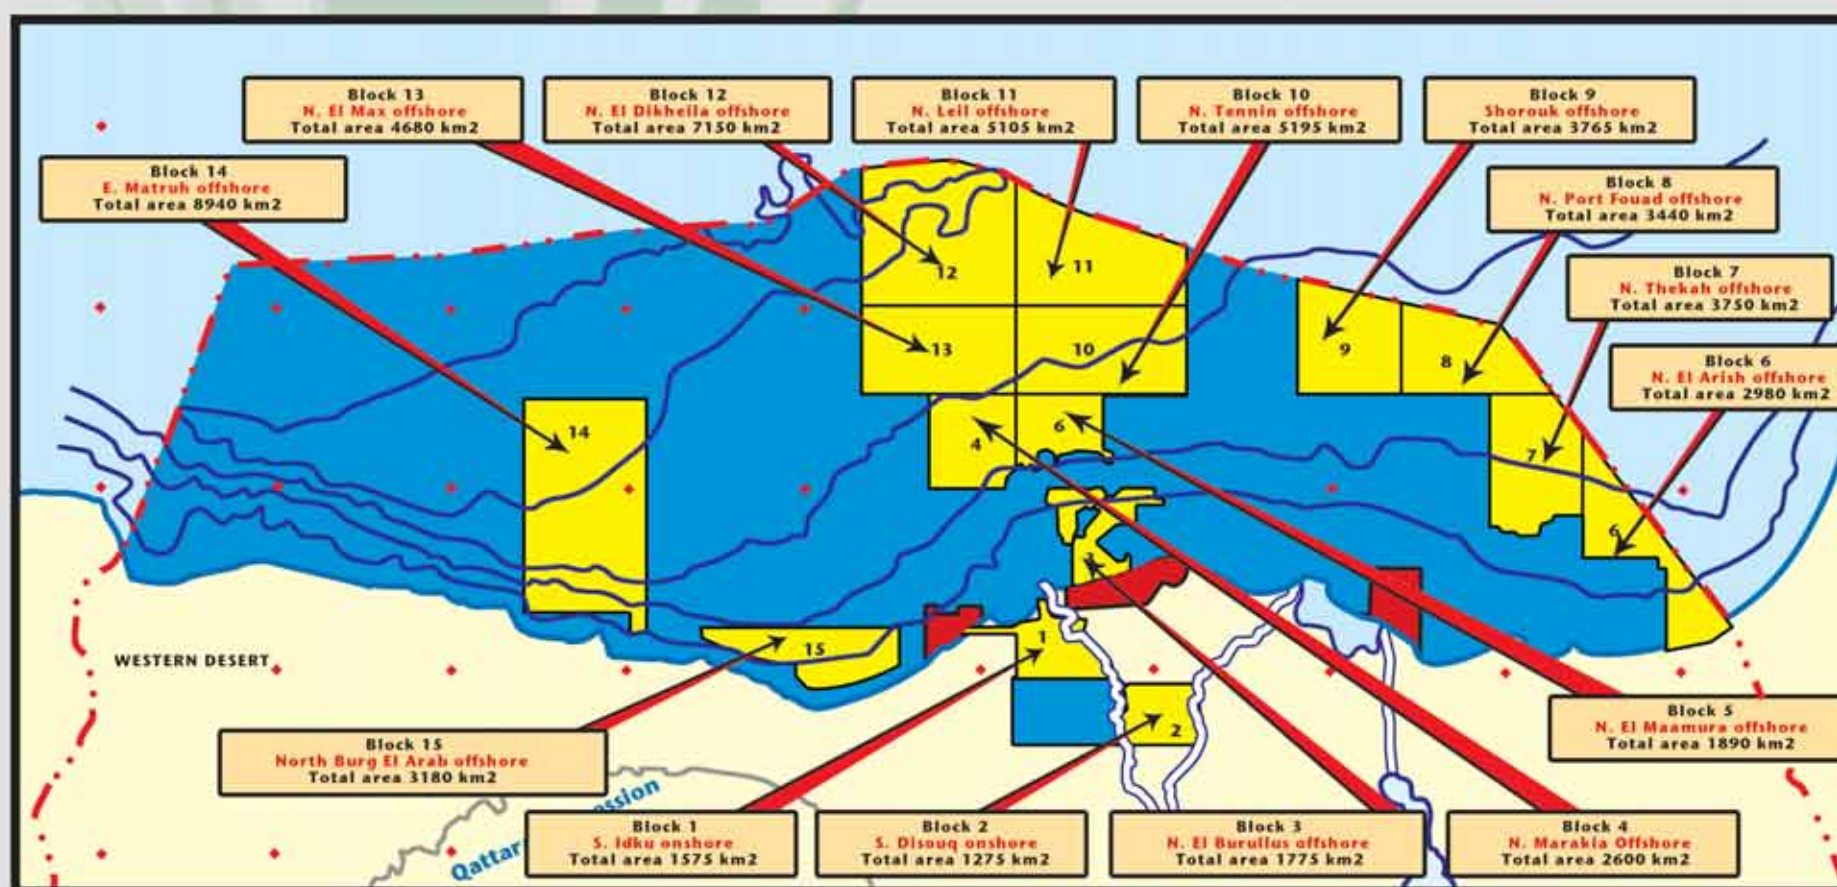 Block 13
N. El Max offshore
Total area 4680 km2
Block 12
N. El Dikheila offshore
Total area 7150 km2
Block 11
N. Leil offshore
Total area 5105 km2
Block 10
N. Tennin offshore
Total area 5195 km2
Block 9
Shorouk offshore
Total area 3765 km2
Block 14
E. Matruh offshore
Total area 8940 km2
Block 8
N. Port Fouad offshore
Total area 3440 km2
Block 7
N. Thekah offshore
Total area 3750 km2
Block 6
N. El Arish offshore
Total area 2980 km2
12
11
13
10
9
8
14
4
6
7
6
3
1
15
2
WESTERN DESERT
Block 5
N. El Maamura offshore
Total area 1890 km2
Block 15
North Burg El Arab offshore
Total area 3180 km2
Qattar ession
Block 1
S. Idku onshore
Total area 1575 km2
Block 2
S. Disouq onshore
Total area 1275 km2
Block 3
N. El Burullus offshore
Total area 1775 km2
Block 4
N. Marakia Offshore
Total area 2600 km2